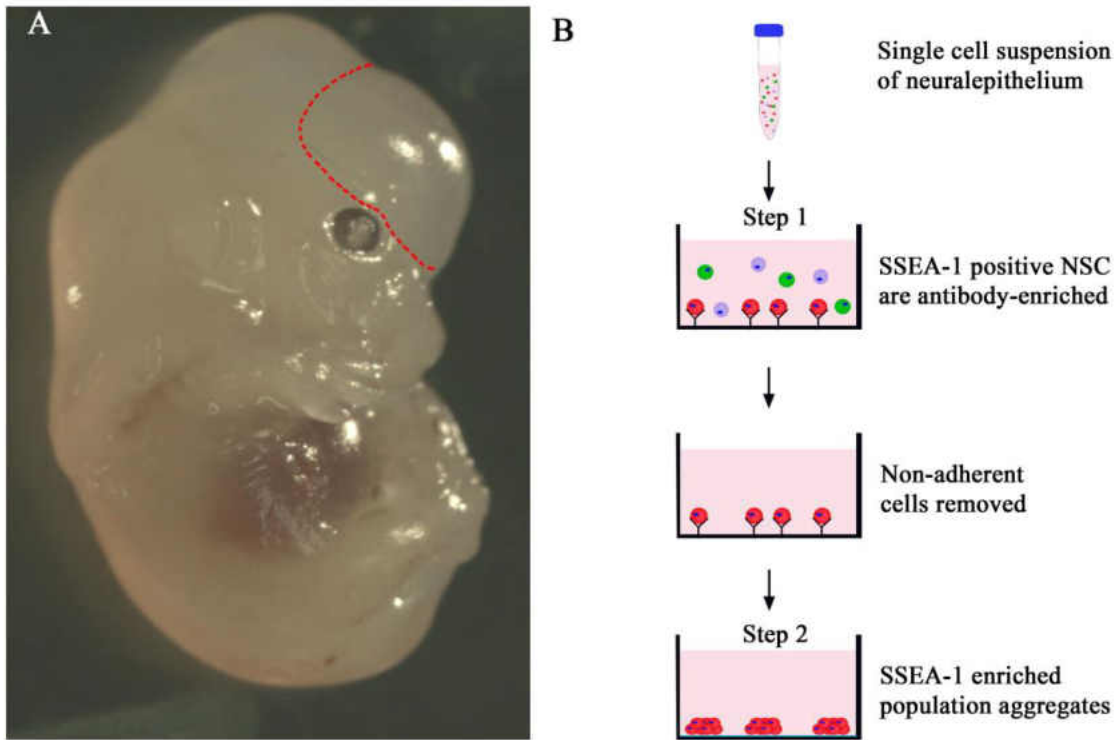 A
B
Single cell suspension
of neuralepithelium
Step 1
SSEA-1 positive NSC
are antibody-enriched
Non-adherent
cells removed
Step 2
SSEA-1 enriched
population aggregates